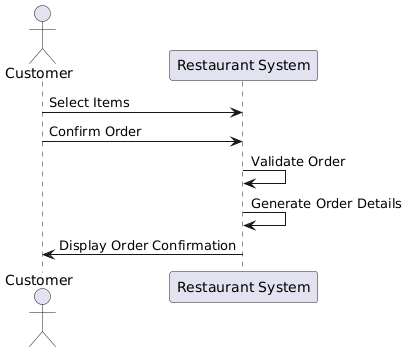 Customer
Restaurant System
Select Items
Confirm Order
Validate Order
Generate Order Details
Display Order Confirmation
Customer
Restaurant System